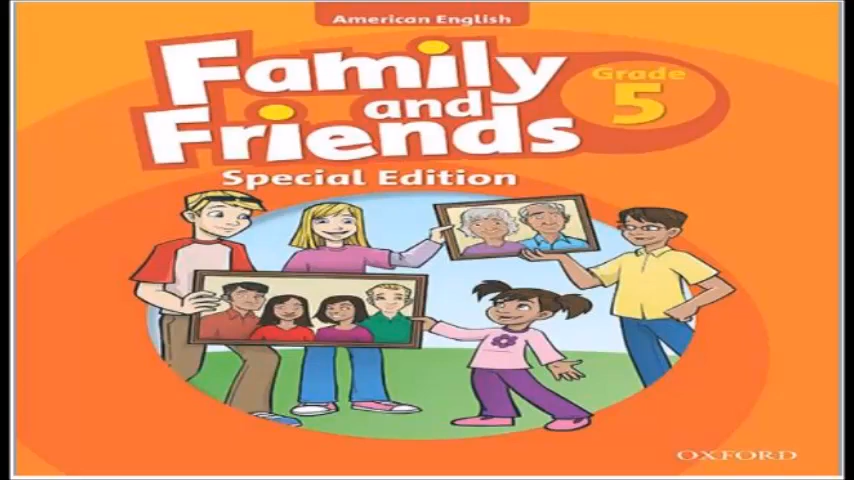 American English
Family
and
Friends
Grade
5
Special Edition
OXFORD